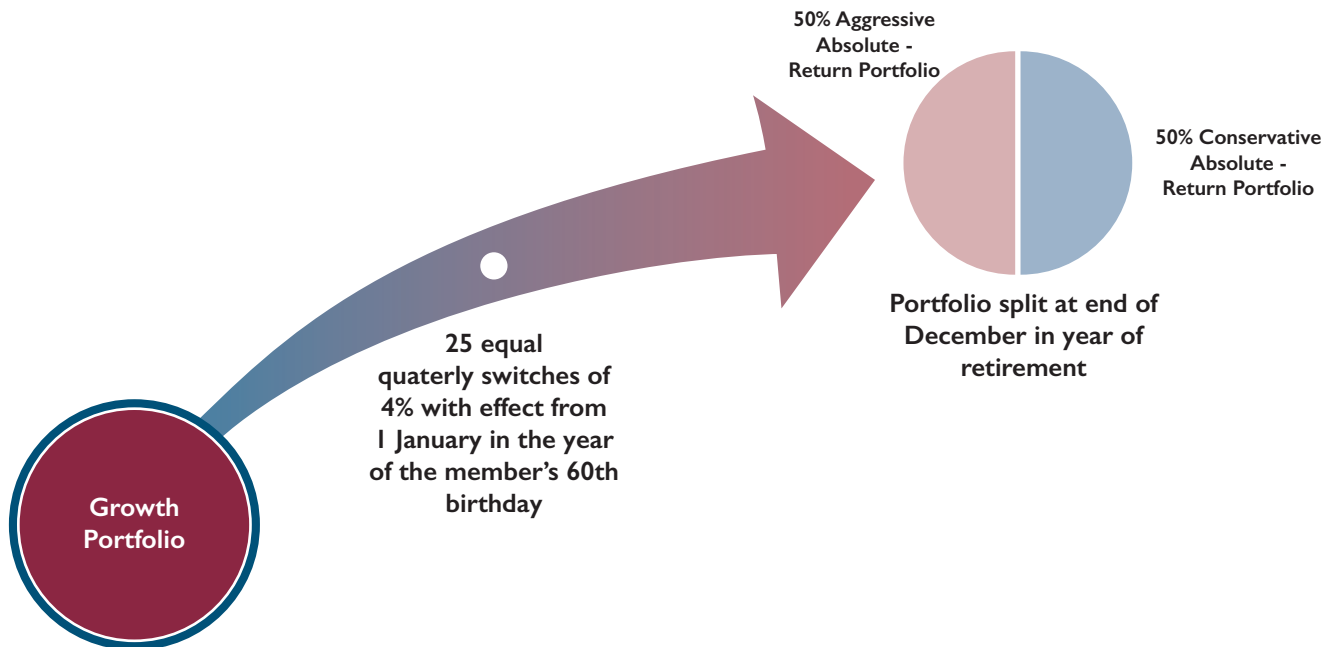 50% Aggressive
Absolute -
Return Portfolio
50% Conservative
Absolute -
Return Portfolio
Portfolio split at end of
December in year of
retirement
25 equal
quaterly switches of
4% with effect from
1 January in the year
of the member’s 60th
birthday
Growth
Portfolio